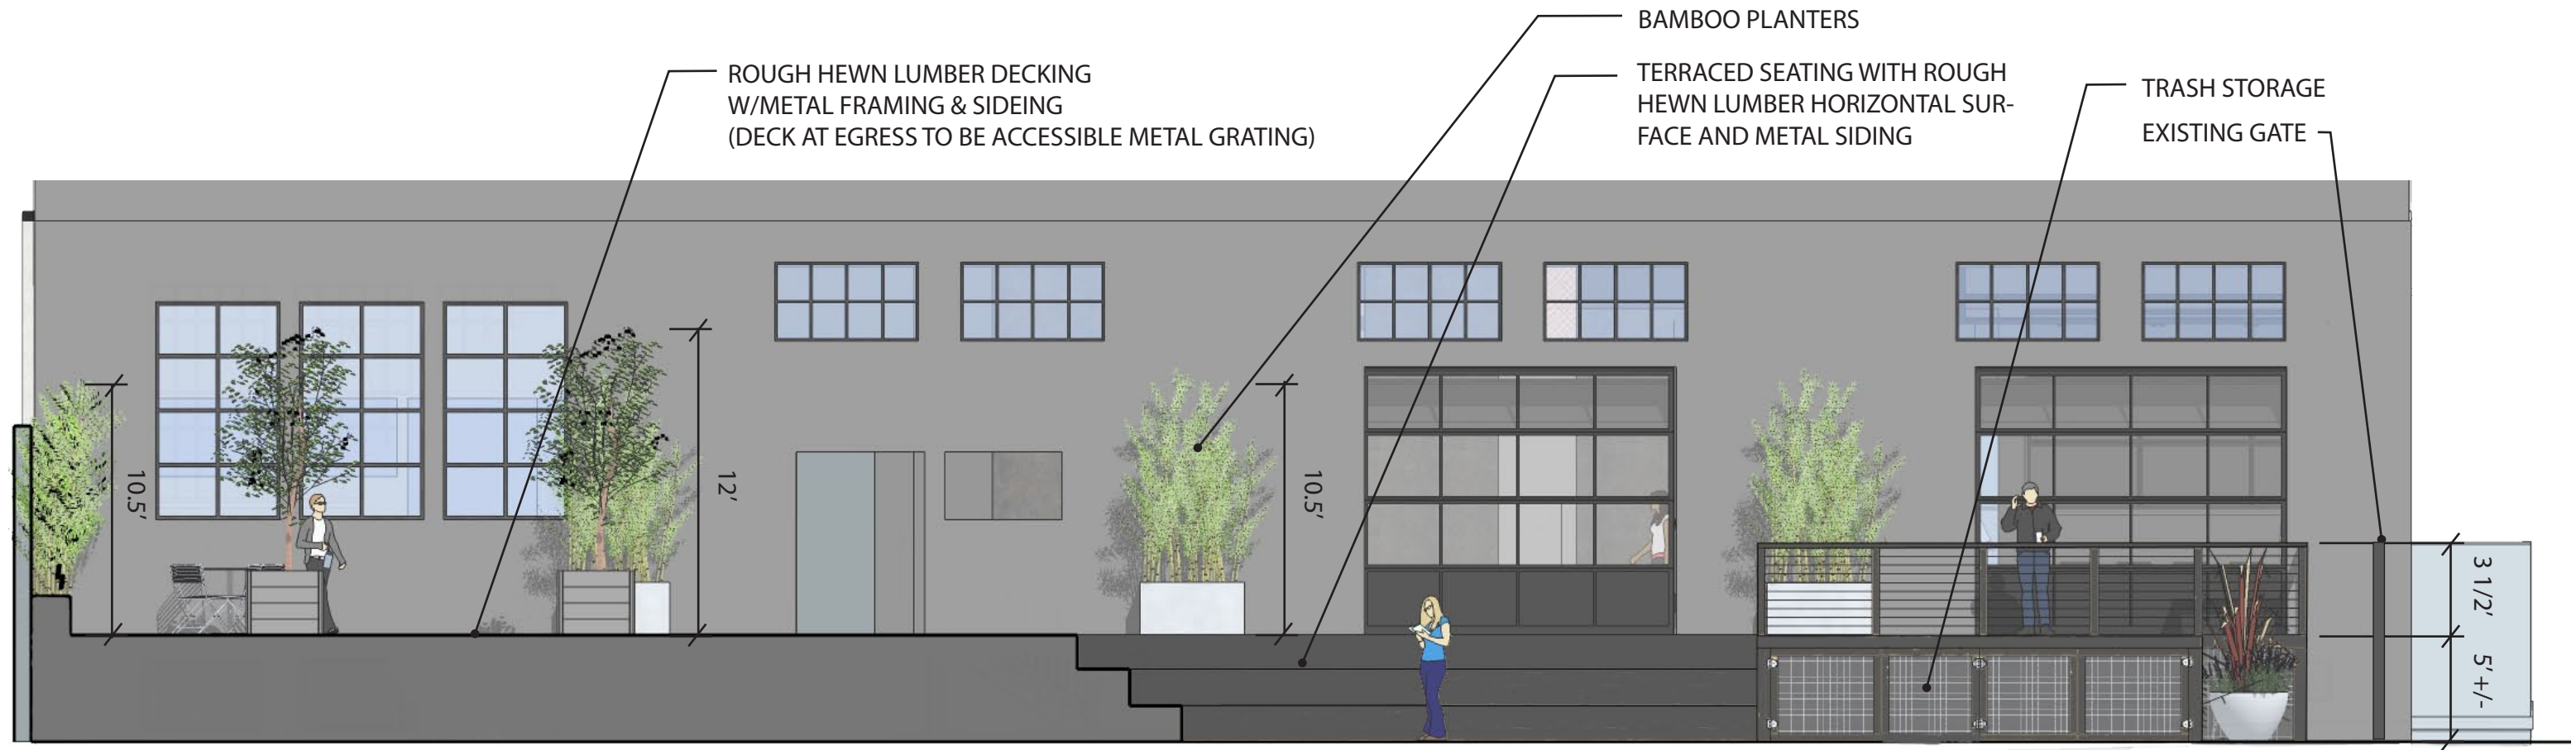 BAMBOO PLANTERS
ROUGH HEWN LUMBER DECKING
W/METAL FRAMING & SIDEING
(DECK AT EGRESS TO BE ACCESSIBLE METAL GRATING)
TERRACED SEATING WITH ROUGH
HEWN LUMBER HORIZONTAL SUR-
FACE AND METAL SIDING
TRASH STORAGE
EXISTING GATE
10.5'
12'
10.5'
3 1/2'
5' +/-